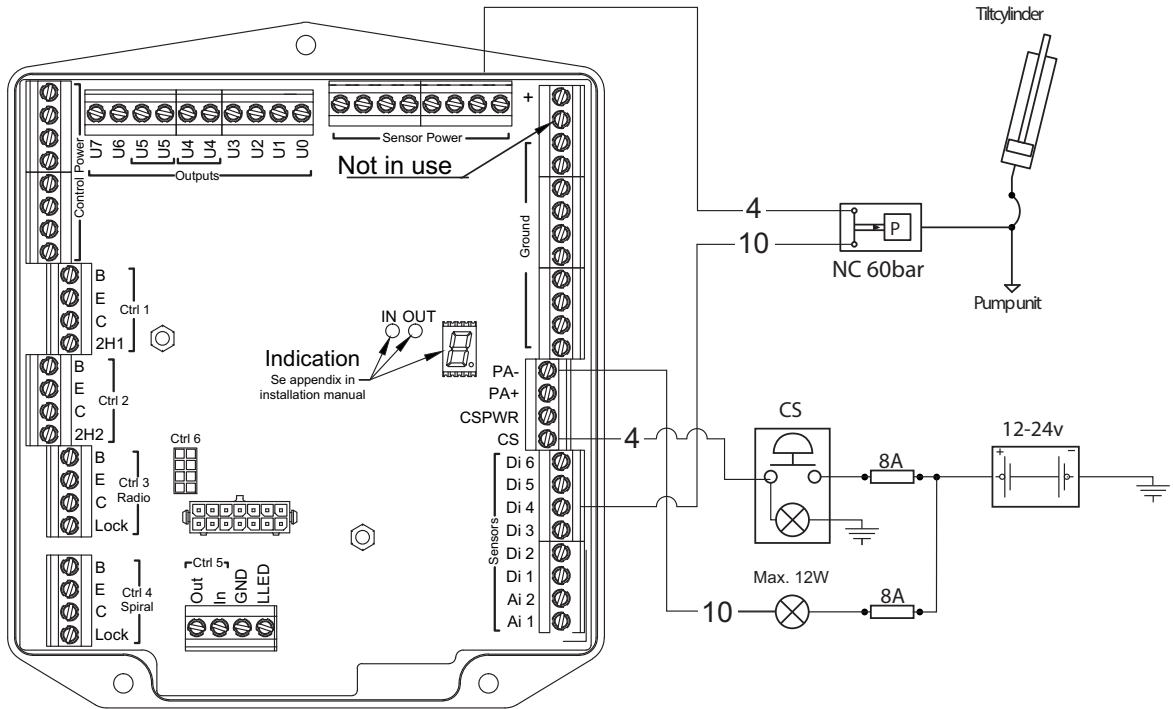 Tiltcylinder
+
Sensor Power
Not in use
U7 U6 U5 U5 U4 U4 U3 U2 U1 U0
Outputs
Control Power
Ground
4
10
P
NC 60bar
Pumpunit
B
E
C
2H1
Ctrl 1
B
E
C
2H2
Ctrl 2
B
E
C
Lock
Ctrl 3
Radio
B
E
C
Lock
Ctrl 4
Spiral
IN OUT
Indication
Se appendix in
installation manual
Ctrl 6
Ctrl 5
Out In GND LLED
PA-
PA+
CSPWR
CS
Di 6
Di 5
Di 4
Di 3
Di 2
Di 1
Ai 2
Ai 1
Sensors
4
CS
8A
12-24v
+ -
Max. 12W
10
8A